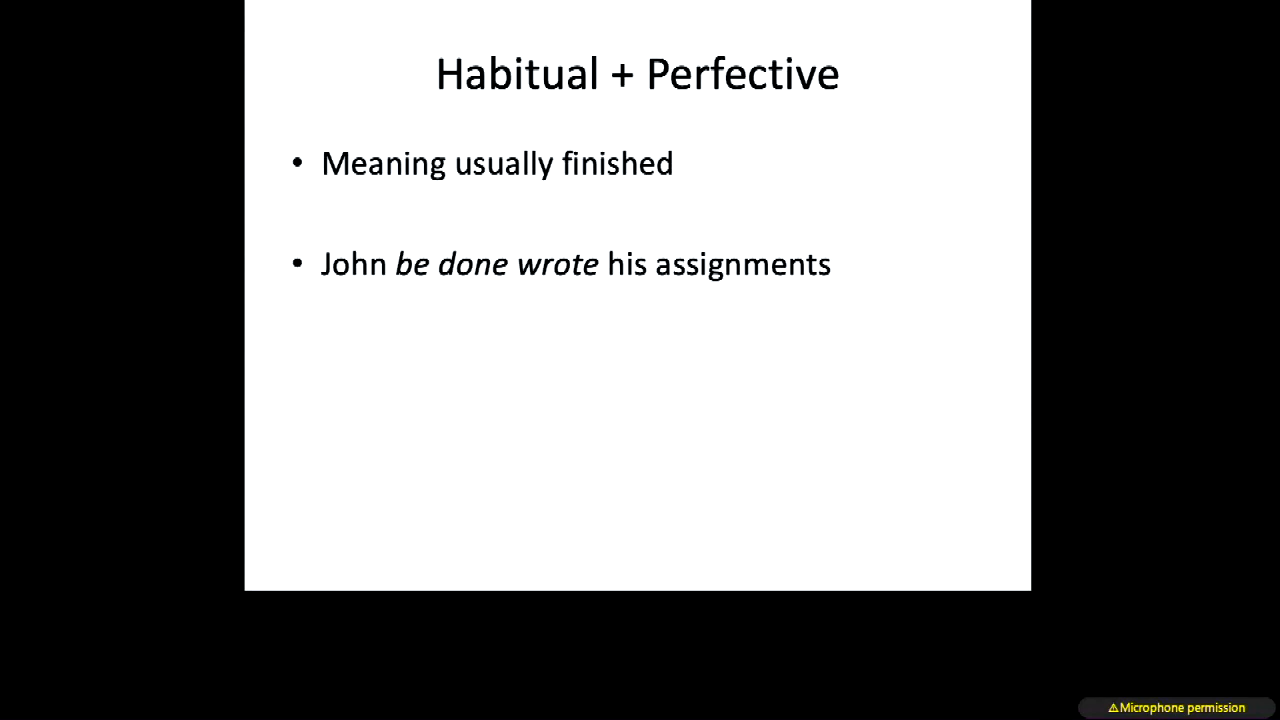 Habitual + Perfective
• Meaning usually finished
• John be done wrote his assignments
⚠Microphone permission